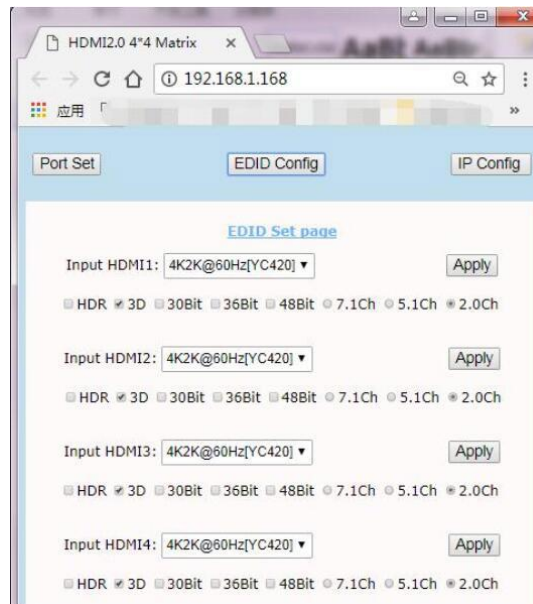 HDMI2.0 4*4 Matrix
192.168.1.168
应用
Port Set EDID Config IP Config
EDID Set page
Input HDMI1: 4K2K@60Hz[YC420] Apply
HDR 3D 30Bit 36Bit 48Bit 7.1Ch 5.1Ch 2.0Ch
Input HDMI2: 4K2K@60Hz[YC420] Apply
HDR 3D 30Bit 36Bit 48Bit 7.1Ch 5.1Ch 2.0Ch
Input HDMI3: 4K2K@60Hz[YC420] Apply
HDR 3D 30Bit 36Bit 48Bit 7.1Ch 5.1Ch 2.0Ch
Input HDMI4: 4K2K@60Hz[YC420] Apply
HDR 3D 30Bit 36Bit 48Bit 7.1Ch 5.1Ch 2.0Ch